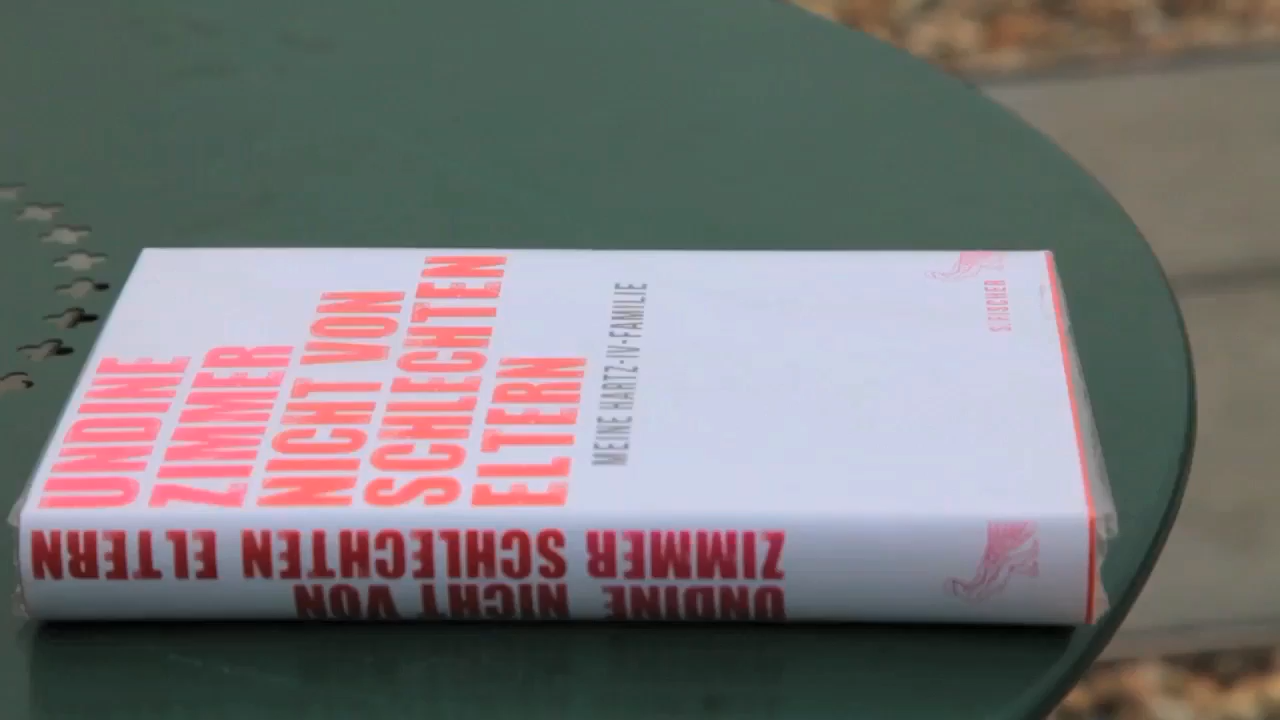 UNDINE
ZIMMER
NICHT VON
SCHLECHTEN
ELTERN
MEINE HARTZ-IV-FAMILIE
S. FISCHER
UNDINE NICHT VON
ZIMMER SCHLECHTEN ELTERN